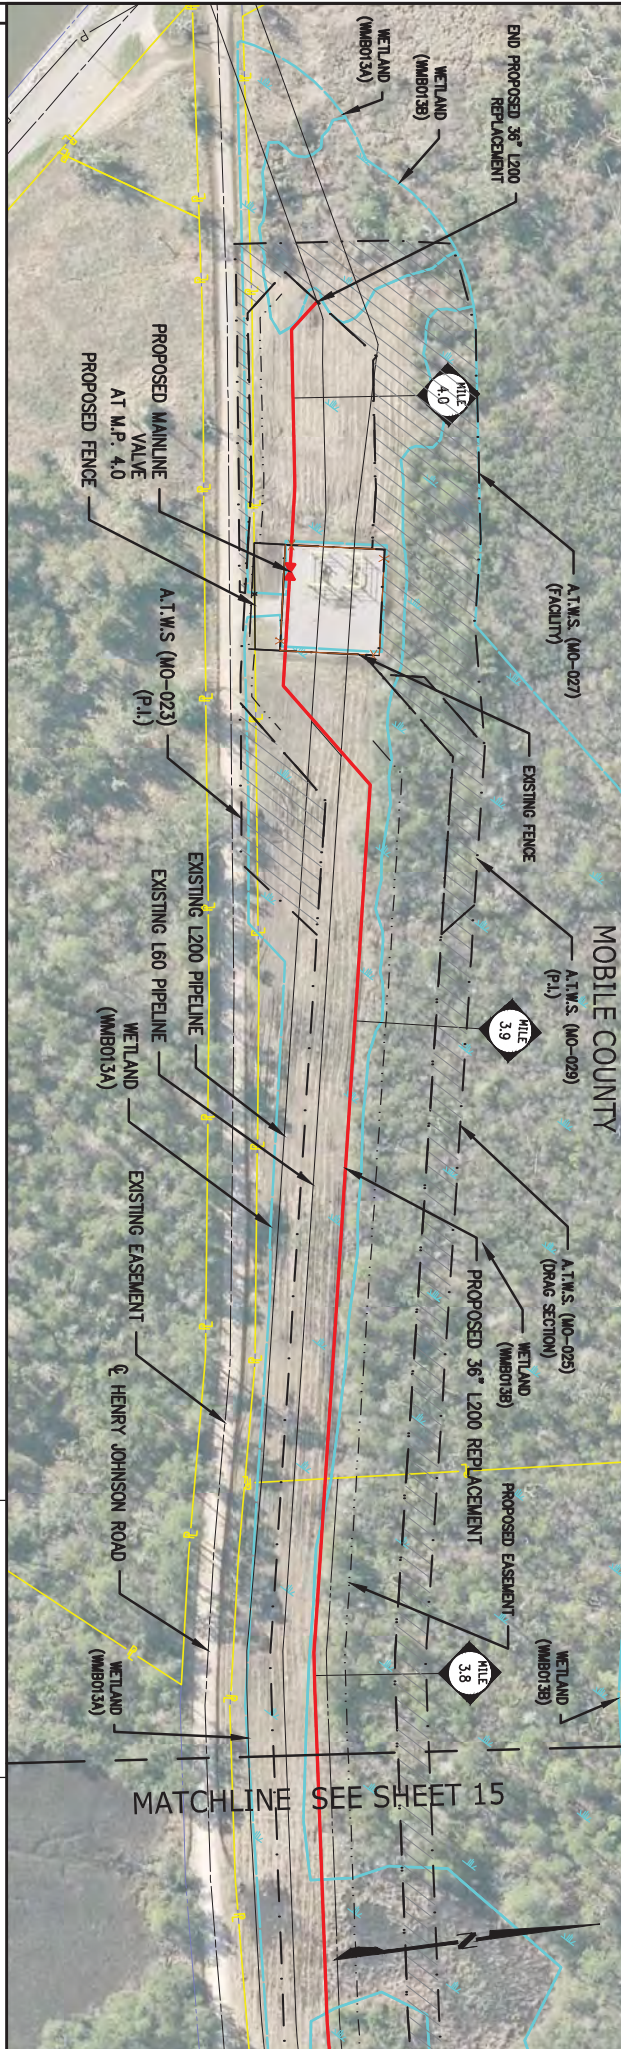 END PROPOSED 36" L200
REPLACEMENT
WETLAND
(WMB013B)
WETLAND
(WMB013A)
MILE
4.0
A.T.W.S. (MO-027)
(FACILITY)
PROPOSED MAINLINE
VALVE
AT M.P. 4.0
PROPOSED FENCE
A.T.W.S (MO-023)
(P.I.)
EXISTING FENCE
MOBILE COUNTY
A.T.W.S. (MO-029)
(P.I.)
MILE
3.9
EXISTING L200 PIPELINE
EXISTING L60 PIPELINE
WETLAND
(WMB013A)
EXISTING EASEMENT
℄ HENRY JOHNSON ROAD
A.T.W.S. (MO-025)
(DRAG SECTION)
WETLAND
(WMB013B)
PROPOSED 36" L200 REPLACEMENT
PROPOSED EASEMENT
WETLAND
(WMB013B)
MILE
3.8
WETLAND
(WMB013A)
MATCHLINE SEE SHEET 15
N